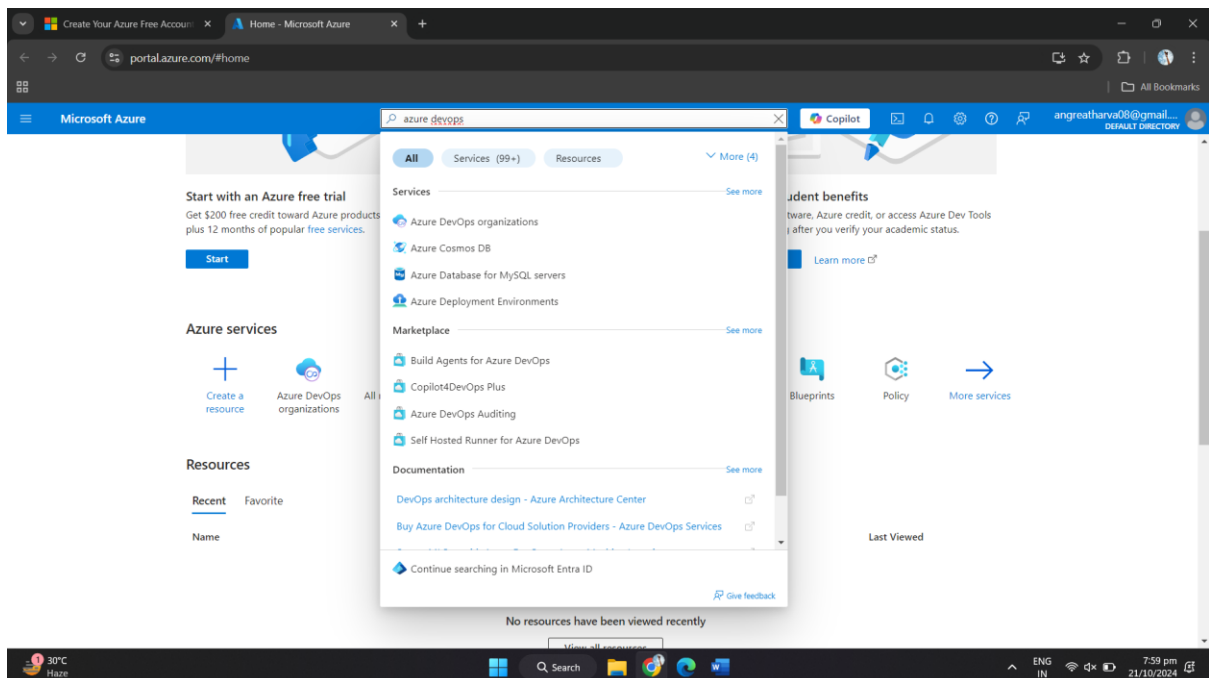 Create Your Azure Free Accoun
Home - Microsoft Azure
portal.azure.com/#home
All Bookmarks
Microsoft Azure
azure devops
Copilot
angreatharva08@gmail....
DEFAULT DIRECTORY
All
Services (99+)
Resources
More (4)
Services
See more
Azure DevOps organizations
Azure Cosmos DB
Azure Database for MySQL servers
Azure Deployment Environments
Marketplace
See more
Build Agents for Azure DevOps
Copilot4DevOps Plus
Azure DevOps Auditing
Self Hosted Runner for Azure DevOps
Documentation
See more
DevOps architecture design - Azure Architecture Center
Buy Azure DevOps for Cloud Solution Providers - Azure DevOps Services
Continue searching in Microsoft Entra ID
Give feedback
Start with an Azure free trial
Get $200 free credit toward Azure products
plus 12 months of popular free services.
Start
udent benefits
tware, Azure credit, or access Azure Dev Tools
after you verify your academic status.
Learn more
Azure services
Create a
resource
Azure DevOps
organizations
All
Blueprints
Policy
More services
Resources
Recent
Favorite
Name
Last Viewed
No resources have been viewed recently
View all resources
1
30°C
Haze
Search
ENG
IN
7:59 pm
21/10/2024